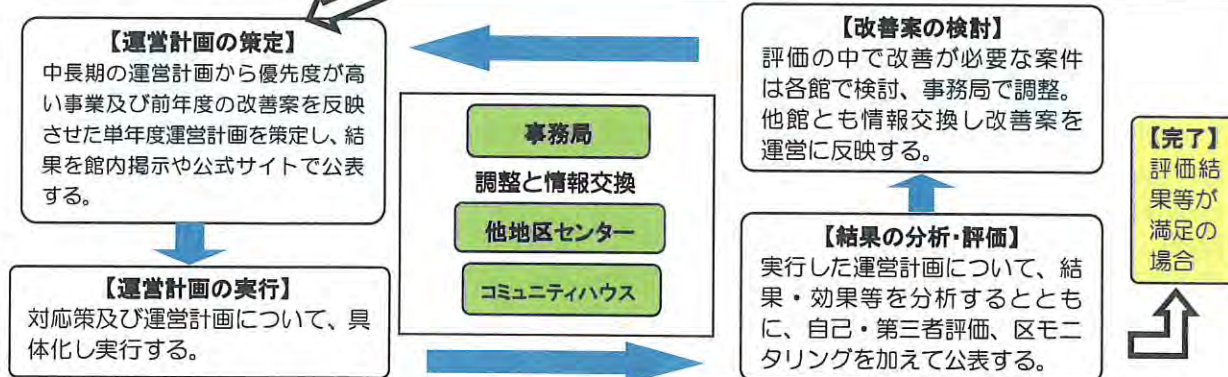 【運営計画の策定】
中長期の運営計画から優先度が高
い事業及び前年度の改善案を反映
させた単年度運営計画を策定し、結
果を館内掲示や公式サイトで公表
する。
【運営計画の実行】
対応策及び運営計画について、具
体化し実行する。
事務局
調整と情報交換
他地区センター
コミュニティハウス
【改善案の検討】
評価の中で改善が必要な案件
は各館で検討、事務局で調整。
他館とも情報交換し改善案を
運営に反映する。
【結果の分析・評価】
実行した運営計画について、結
果・効果等を分析するととも
に、自己・第三者評価、区モニ
タリングを加えて公表する。
【完了】
評価結
果等が
満足の
場合